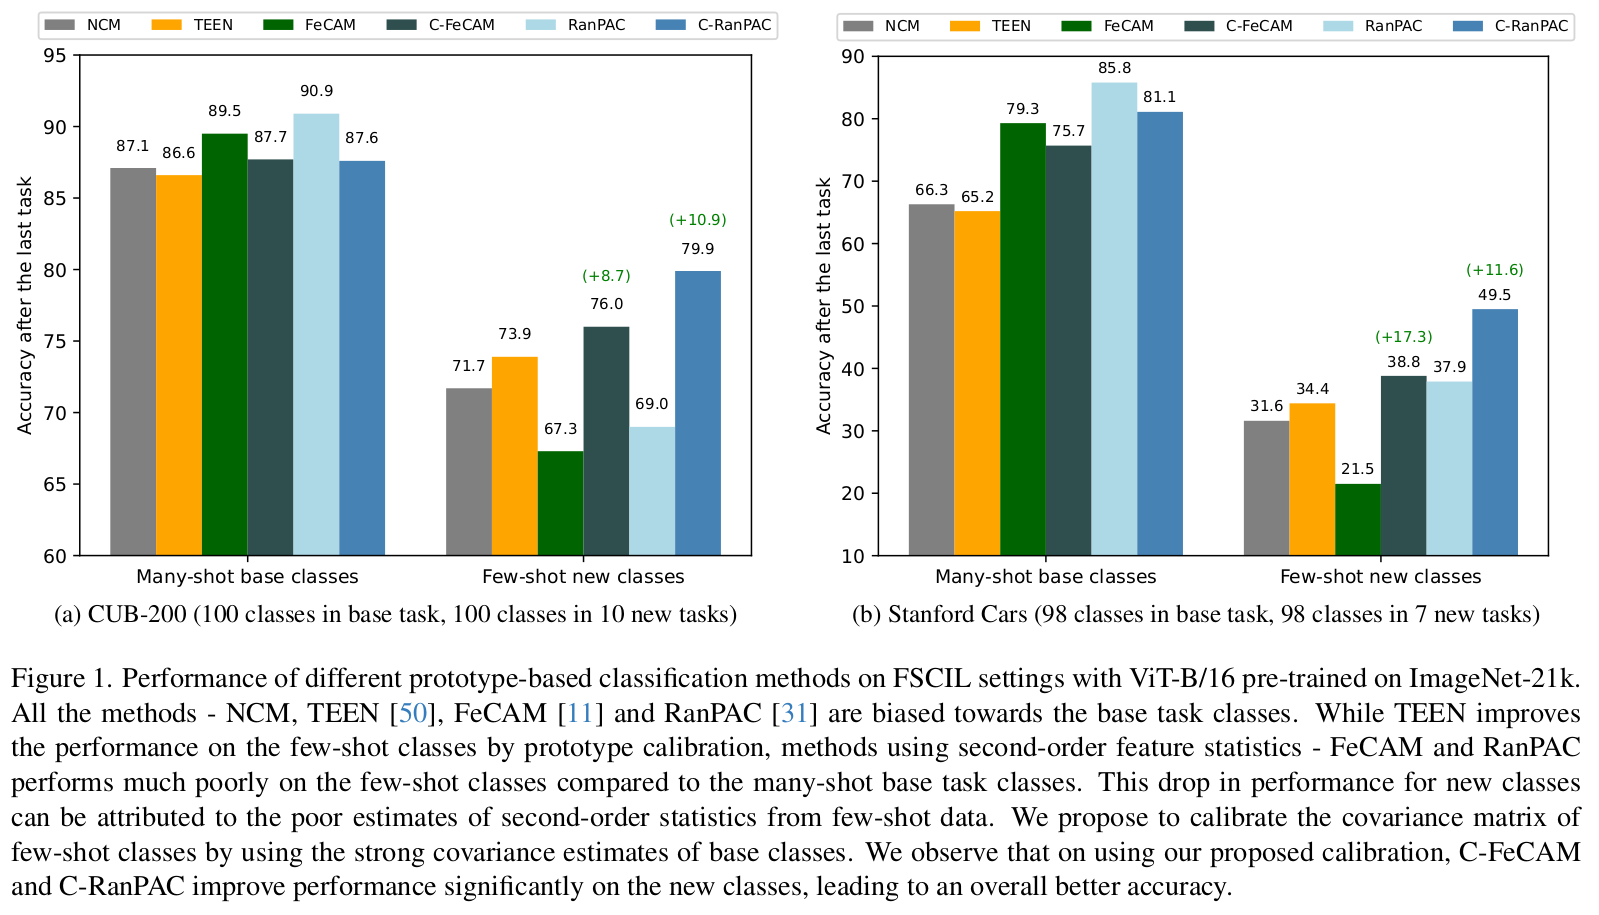 NCM TEEN FeCAM C-FeCAM RanPAC C-RanPAC
Accuracy after the last task
95
90
85
80
75
70
65
60
87.1
86.6
89.5
87.7
90.9
87.6
71.7
73.9
67.3
(+8.7)
76.0
69.0
(+10.9)
79.9
Many-shot base classes
Few-shot new classes
(a) CUB-200 (100 classes in base task, 100 classes in 10 new tasks)
NCM TEEN FeCAM C-FeCAM RanPAC C-RanPAC
Accuracy after the last task
90
80
70
60
50
40
30
20
10
66.3
65.2
79.3
75.7
85.8
81.1
31.6
34.4
21.5
(+17.3)
38.8
37.9
(+11.6)
49.5
Many-shot base classes
Few-shot new classes
(b) Stanford Cars (98 classes in base task, 98 classes in 7 new tasks)
Figure 1. Performance of different prototype-based classification methods on FSCIL settings with ViT-B/16 pre-trained on ImageNet-21k.
All the methods - NCM, TEEN [50], FeCAM [11] and RanPAC [31] are biased towards the base task classes. While TEEN improves
the performance on the few-shot classes by prototype calibration, methods using second-order feature statistics - FeCAM and RanPAC
performs much poorly on the few-shot classes compared to the many-shot base task classes. This drop in performance for new classes
can be attributed to the poor estimates of second-order statistics from few-shot data. We propose to calibrate the covariance matrix of
few-shot classes by using the strong covariance estimates of base classes. We observe that on using our proposed calibration, C-FeCAM
and C-RanPAC improve performance significantly on the new classes, leading to an overall better accuracy.